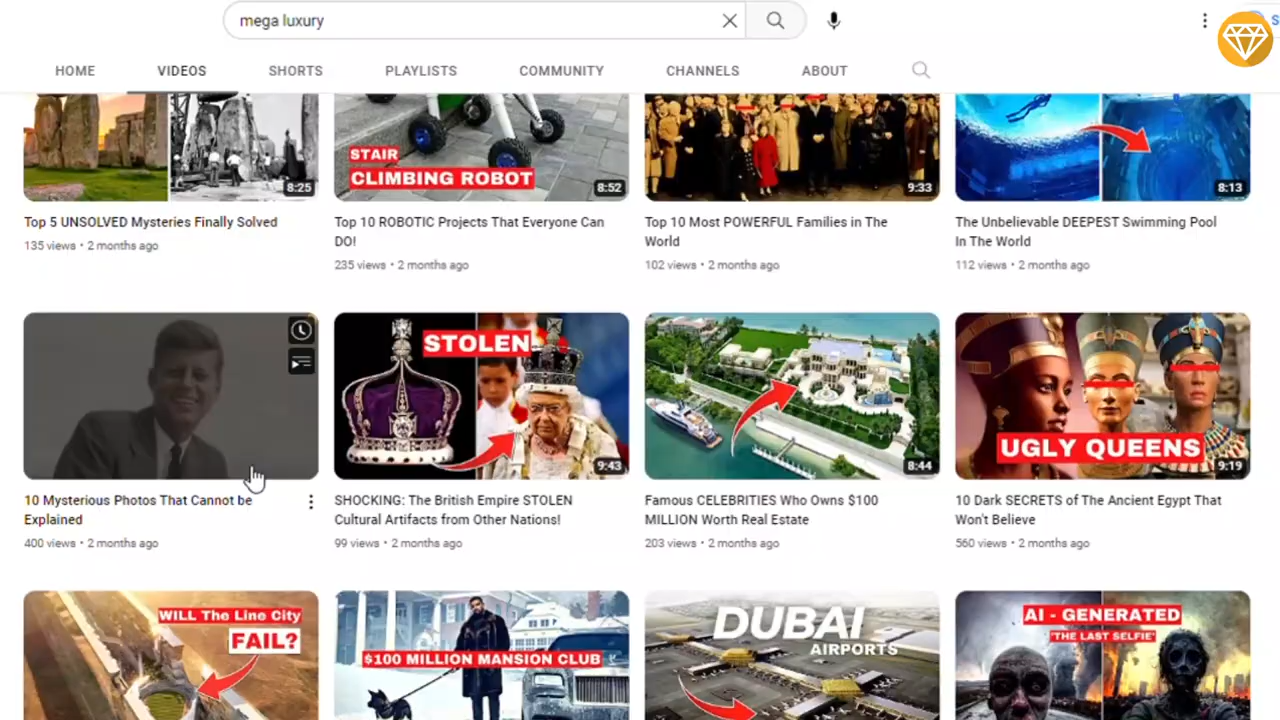 mega luxury
S
HOME VIDEOS SHORTS PLAYLISTS COMMUNITY CHANNELS ABOUT
8:25
STAIR
CLIMBING ROBOT
8:52
9:33
8:13
Top 5 UNSOLVED Mysteries Finally Solved
135 views • 2 months ago
Top 10 ROBOTIC Projects That Everyone Can
DO!
235 views • 2 months ago
Top 10 Most POWERFUL Families in The
World
102 views • 2 months ago
The Unbelievable DEEPEST Swimming Pool
In The World
112 views • 2 months ago
STOLEN
9:43
8:44
UGLY QUEENS
9:19
10 Mysterious Photos That Cannot be
Explained
400 views • 2 months ago
SHOCKING: The British Empire STOLEN
Cultural Artifacts from Other Nations!
99 views • 2 months ago
Famous CELEBRITIES Who Owns $100
MILLION Worth Real Estate
203 views • 2 months ago
10 Dark SECRETS of The Ancient Egypt That
Won't Believe
560 views • 2 months ago
WILL The Line City
FAIL?
$100 MILLION MANSION CLUB
DUBAI
AIRPORTS
AI - GENERATED
'THE LAST SELFIE'